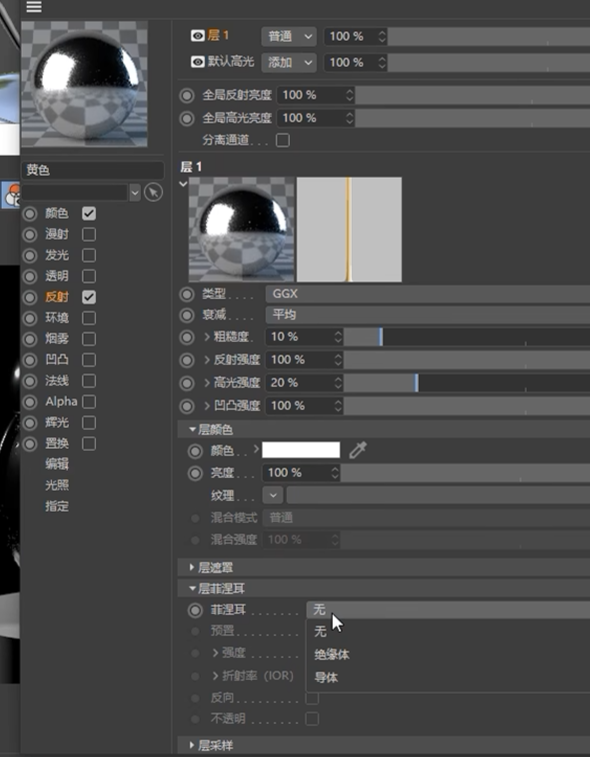 层 1 普通 100 %
默认高光 添加 100 %
全局反射亮度 100 %
全局高光亮度 100 %
分离通道 . . .
黄色
颜色
漫射
发光
透明
反射
环境
烟雾
凹凸
法线
Alpha
辉光
置换
编辑
光照
指定
层 1
类型 . . . . GGX
衰减 . . . . 平均
粗糙度 . 10 %
反射强度 100 %
高光强度 20 %
凹凸强度 100 %
层颜色
颜色 . .
亮度 . . . 100 %
纹理 . . .
混合模式 普通
混合强度 100 %
层遮罩
层菲涅耳
菲涅耳 . . . . . . . 无
预置 . . . . . . . . 无
强度 . . . . . . . 绝缘体
折射率 (IOR) 导体
反向 . . . . . . . .
不透明 . . . . . . .
层采样